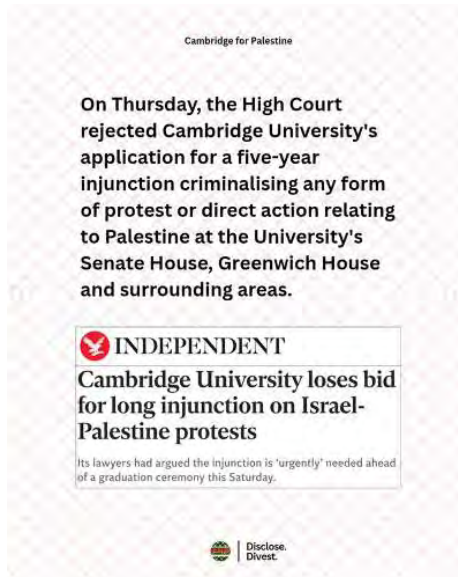 Cambridge for Palestine
On Thursday, the High Court
rejected Cambridge University's
application for a five-year
injunction criminalising any form
of protest or direct action relating
to Palestine at the University's
Senate House, Greenwich House
and surrounding areas.
INDEPENDENT
Cambridge University loses bid
for long injunction on Israel-
Palestine protests
Its lawyers had argued the injunction is 'urgently' needed ahead
of a graduation ceremony this Saturday.
Disclose.
Divest.